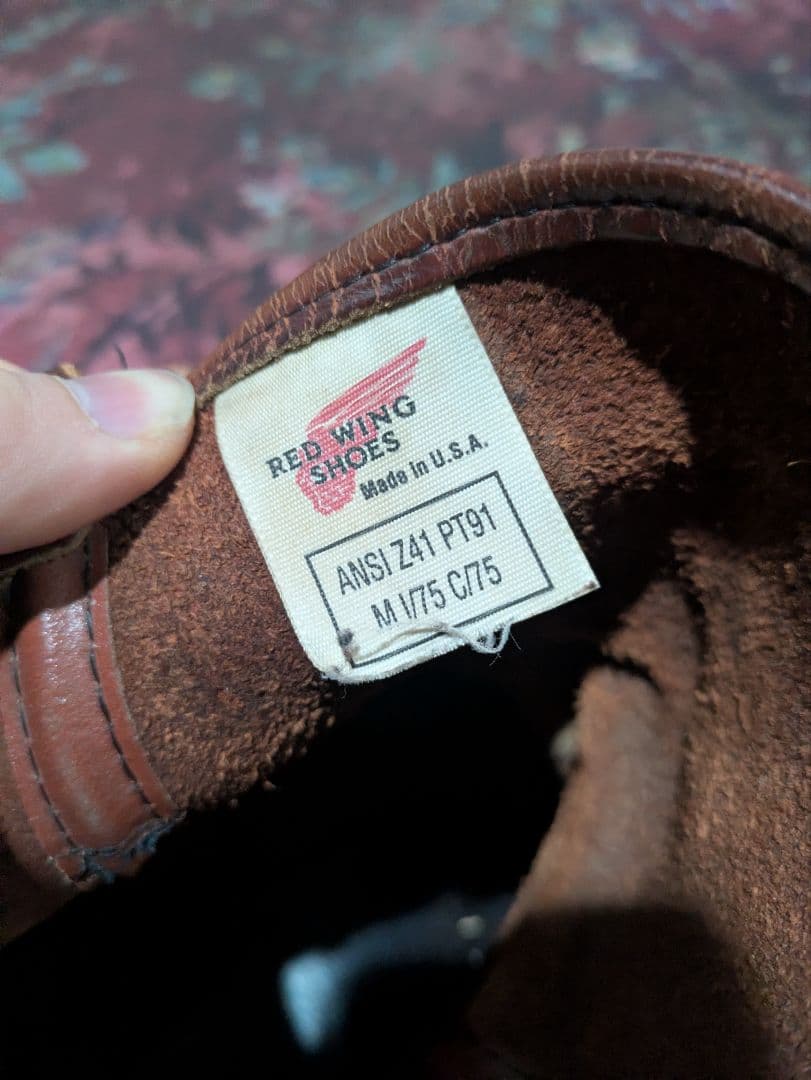 RED WING
SHOES
Made in U.S.A.
ANSI Z41 PT91
M I/75 C/75